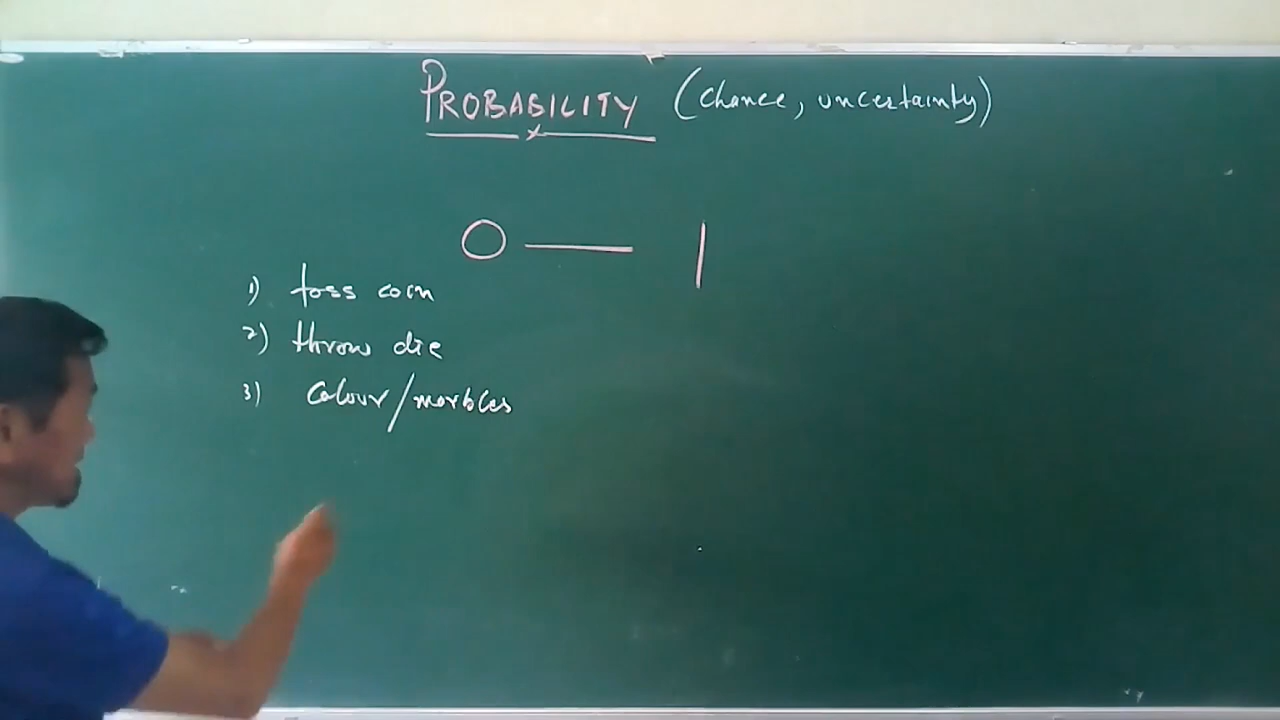 PROBABILITY (chance, uncertainty)
0 — 1
1) toss coin
2) throw die
3) Colour/marbles